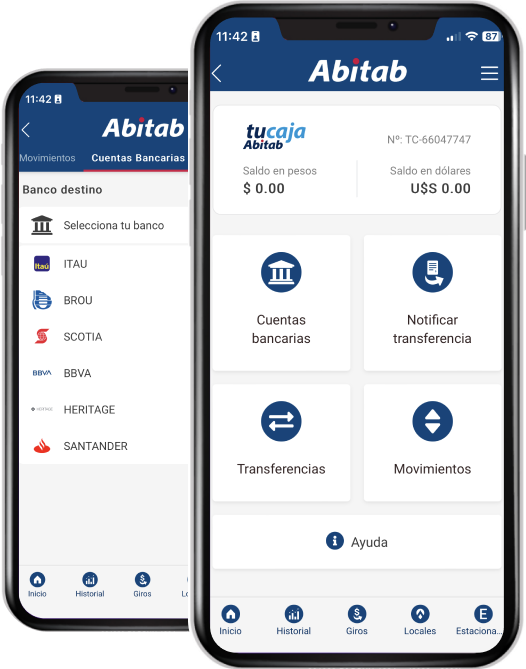 11:42
Abitab
Movimientos
Cuentas Bancarias
Banco destino
Selecciona tu banco
Itaú
ITAU
BROU
SCOTIA
BBVA
BBVA
HERITAGE
SANTANDER
Inicio
Historial
Giros
11:42
87
Abitab
tucaja
Abitab
Nº: TC-66047747
Saldo en pesos
Saldo en dólares
$ 0.00
U$S 0.00
Cuentas
bancarias
Notificar
transferencia
Transferencias
Movimientos
Ayuda
E
Inicio
Historial
Giros
Locales
Estaciona...